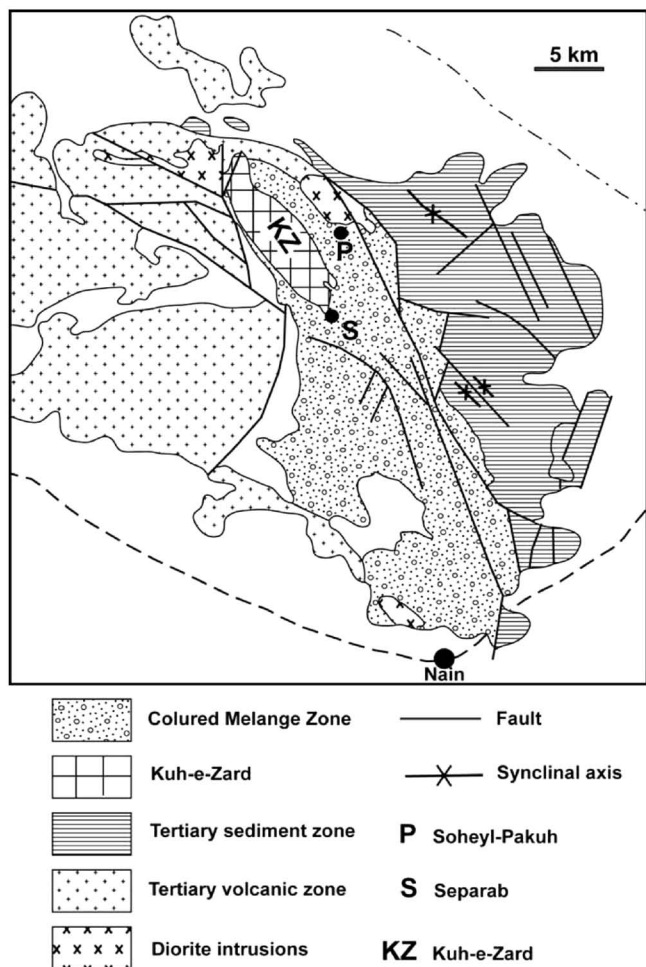 5 km
KZ
P
S
Nain
Colured Melange Zone
Fault
Kuh-e-Zard
Synclinal axis
Tertiary sediment zone
P Soheyl-Pakuh
Tertiary volcanic zone
S Separab
Diorite intrusions
KZ Kuh-e-Zard